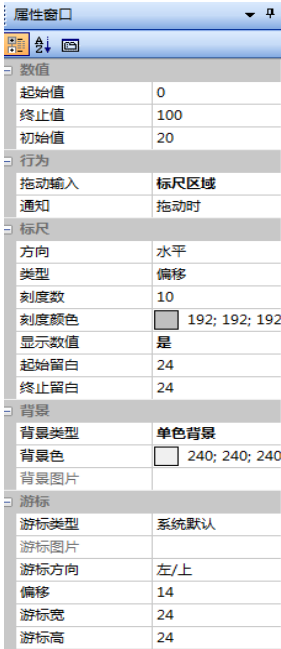 属性窗口
数值
起始值 0
终止值 100
初始值 20
行为
拖动输入 标尺区域
通知 拖动时
标尺
方向 水平
类型 偏移
刻度数 10
刻度颜色 192; 192; 192
显示数值 是
起始留白 24
终止留白 24
背景
背景类型 单色背景
背景色 240; 240; 240
背景图片
游标
游标类型 系统默认
游标图片
游标方向 左/上
偏移 14
游标宽 24
游标高 24